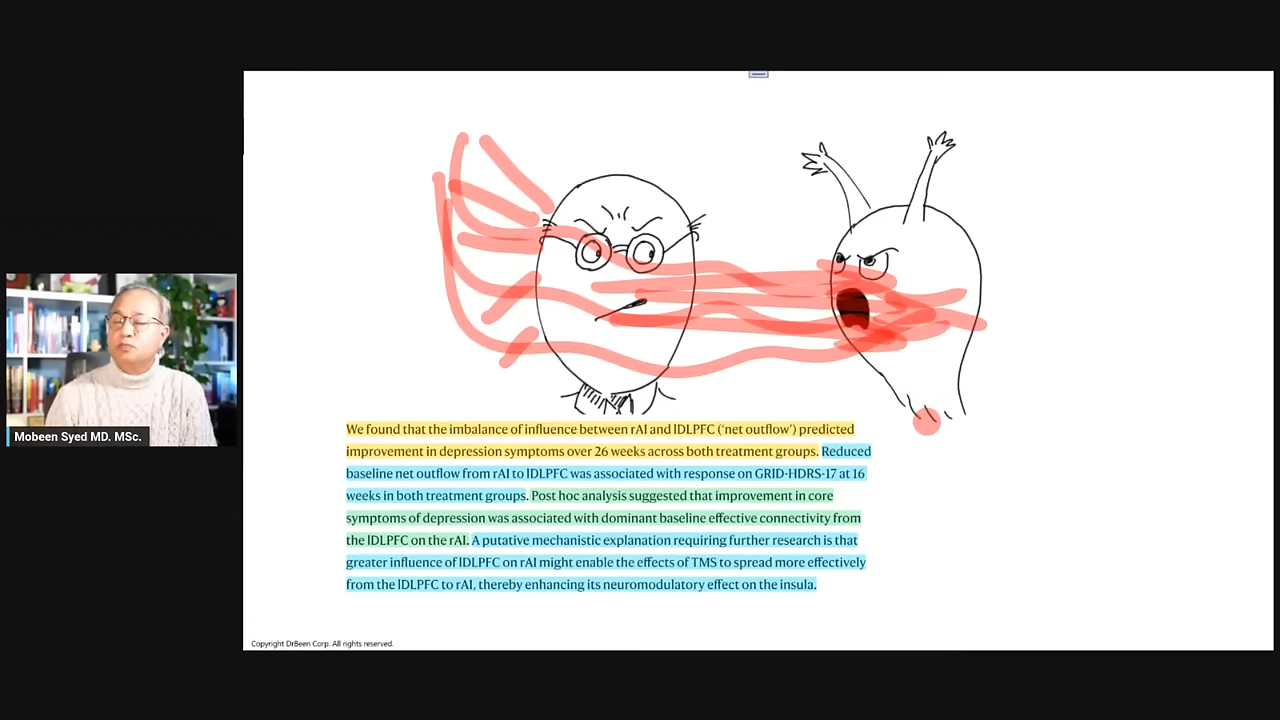 We found that the imbalance of influence between rAI and lDLPFC (‘net outflow’) predicted
improvement in depression symptoms over 26 weeks across both treatment groups. Reduced
baseline net outflow from rAI to lDLPFC was associated with response on GRID-HDRS-17 at 16
weeks in both treatment groups. Post hoc analysis suggested that improvement in core
symptoms of depression was associated with dominant baseline effective connectivity from
the lDLPFC on the rAI. A putative mechanistic explanation requiring further research is that
greater influence of lDLPFC on rAI might enable the effects of TMS to spread more effectively
from the lDLPFC to rAI, thereby enhancing its neuromodulatory effect on the insula.
Mobeen Syed MD. MSc.
Copyright DrBeen Corp. All rights reserved.